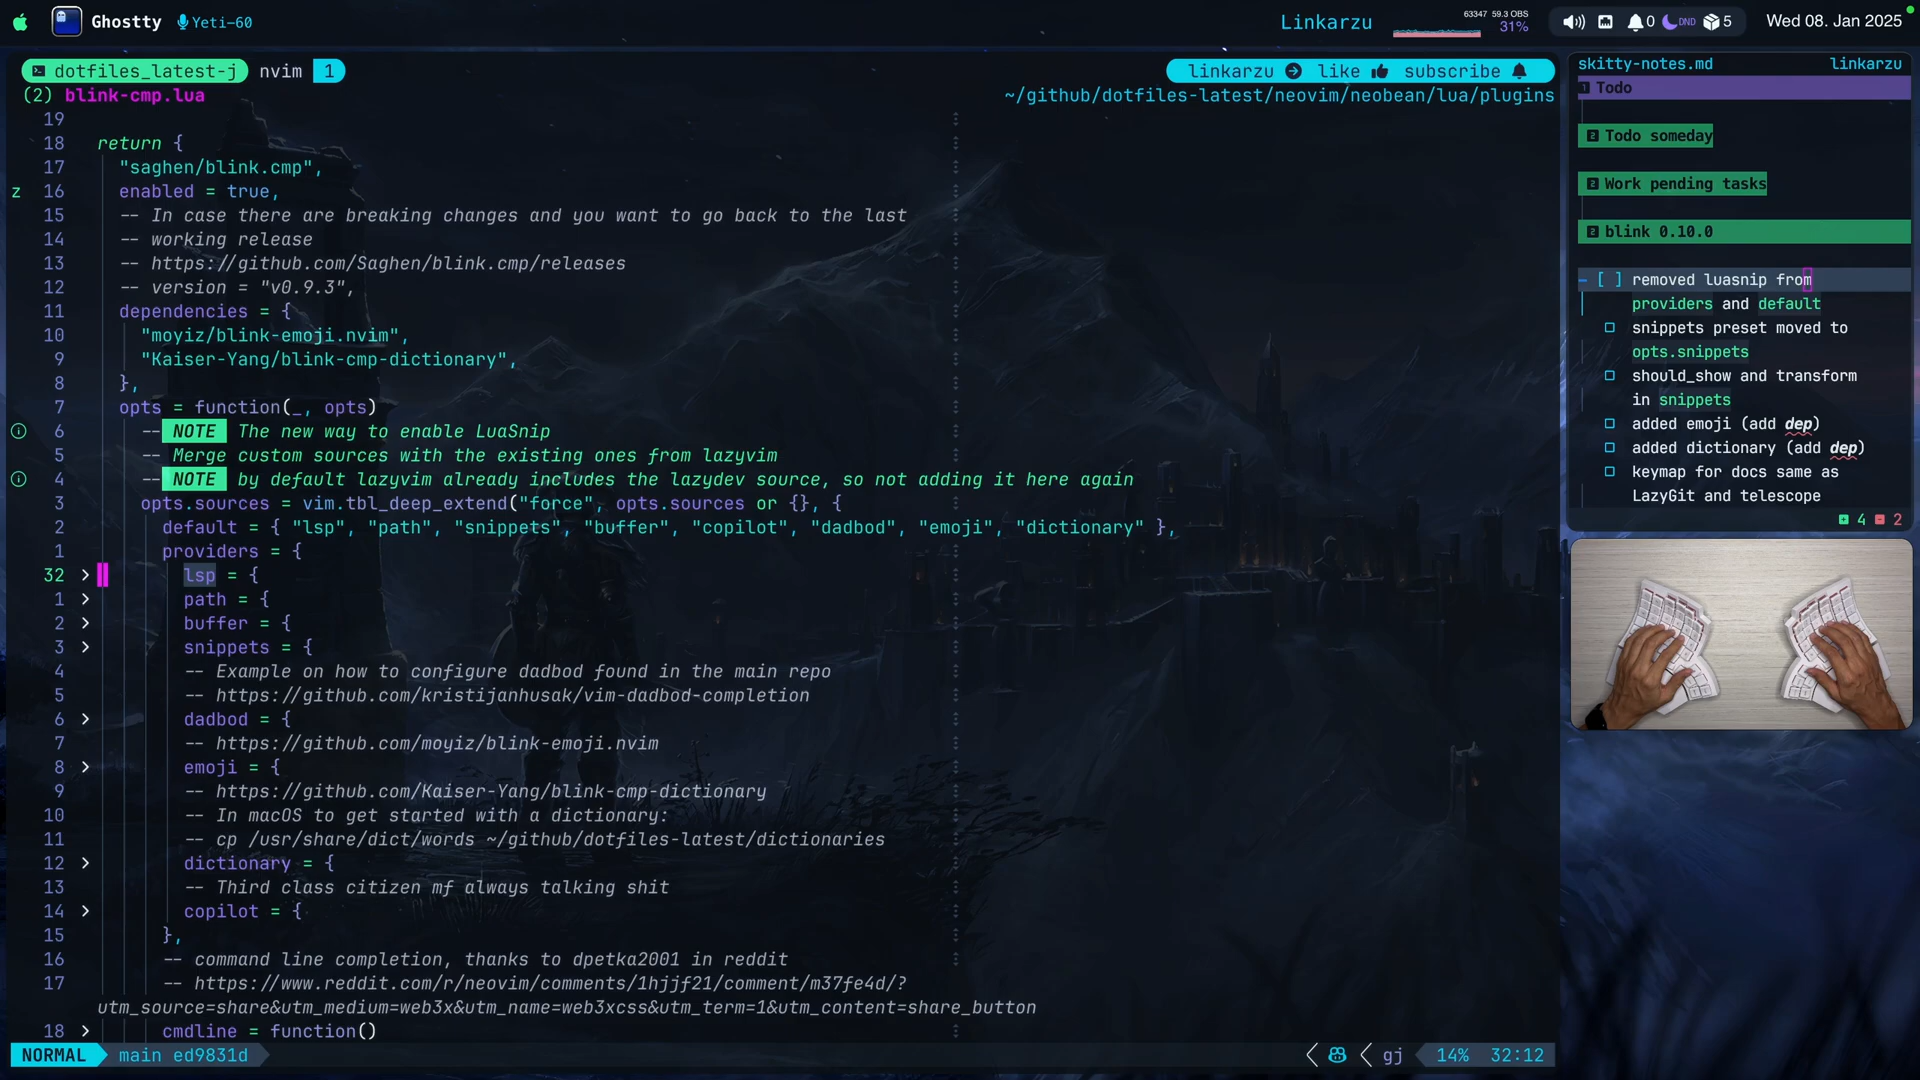 Ghostty
Yeti-60
Linkarzu
63347 59.3 OBS
31%
0
DND
5
Wed 08. Jan 2025
dotfiles_latest-j nvim 1
linkarzu like subscribe
(2) blink-cmp.lua
~/github/dotfiles-latest/neovim/neobean/lua/plugins
19
18 return {
17 "saghen/blink.cmp",
z 16 enabled = true,
15 -- In case there are breaking changes and you want to go back to the last
14 -- working release
13 -- https://github.com/Saghen/blink.cmp/releases
12 -- version = "v0.9.3",
11 dependencies = {
10 "moyiz/blink-emoji.nvim",
9 "Kaiser-Yang/blink-cmp-dictionary",
8 },
7 opts = function(_, opts)
6 -- NOTE The new way to enable LuaSnip
5 -- Merge custom sources with the existing ones from lazyvim
4 -- NOTE by default lazyvim already includes the lazydev source, so not adding it here again
3 opts.sources = vim.tbl_deep_extend("force", opts.sources or {}, {
2 default = { "lsp", "path", "snippets", "buffer", "copilot", "dadbod", "emoji", "dictionary" },
1 providers = {
32 lsp = {
1 path = {
2 buffer = {
3 snippets = {
4 -- Example on how to configure dadbod found in the main repo
5 -- https://github.com/kristijanhusak/vim-dadbod-completion
6 dadbod = {
7 -- https://github.com/moyiz/blink-emoji.nvim
8 emoji = {
9 -- https://github.com/Kaiser-Yang/blink-cmp-dictionary
10 -- In macOS to get started with a dictionary:
11 -- cp /usr/share/dict/words ~/github/dotfiles-latest/dictionaries
12 dictionary = {
13 -- Third class citizen mf always talking shit
14 copilot = {
15 },
16 -- command line completion, thanks to dpetka2001 in reddit
17 -- https://www.reddit.com/r/neovim/comments/1hjjf21/comment/m37fe4d/?
utm_source=share&utm_medium=web3x&utm_name=web3xcss&utm_term=1&utm_content=share_button
18 cmdline = function()
NORMAL main ed9831d
gj 14% 32:12
skitty-notes.md linkarzu
1 Todo
2 Todo someday
2 Work pending tasks
2 blink 0.10.0
- [ ] removed luasnip from
providers and default
snippets preset moved to
opts.snippets
should_show and transform
in snippets
added emoji (add dep)
added dictionary (add dep)
keymap for docs same as
LazyGit and telescope
4 2